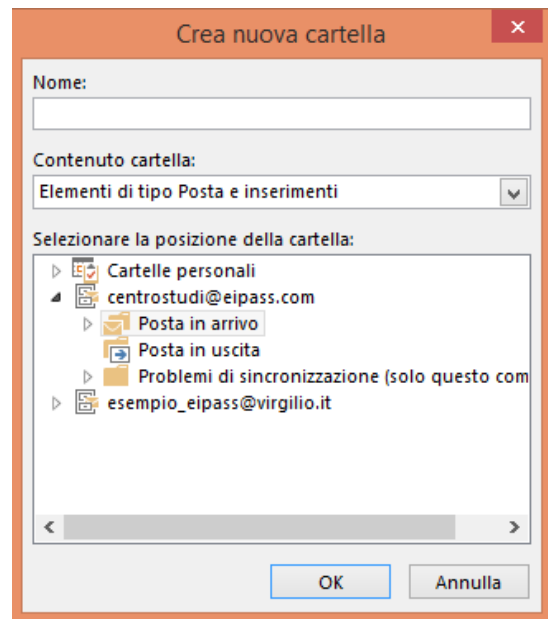 Crea nuova cartella
Nome:
Contenuto cartella:
Elementi di tipo Posta e inserimenti
Selezionare la posizione della cartella:
Cartelle personali
centrostudi@eipass.com
Posta in arrivo
Posta in uscita
Problemi di sincronizzazione (solo questo com
esempio_eipass@virgilio.it
OK Annulla